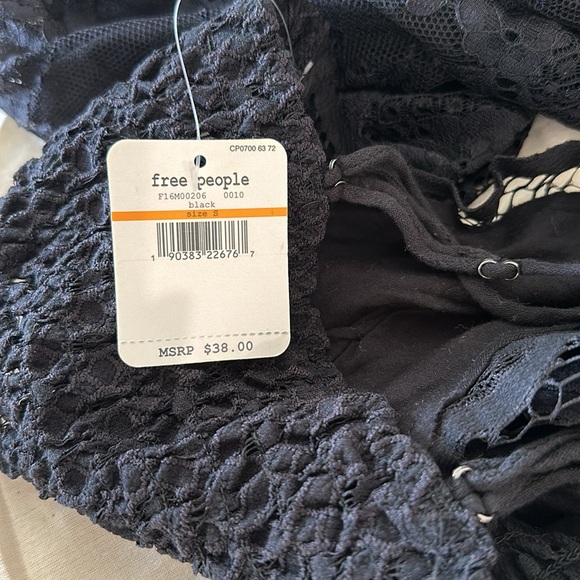 CP0700 63 72
free people
F16M00206 0010
black
size S
1 90383 22676 7
MSRP $38.00